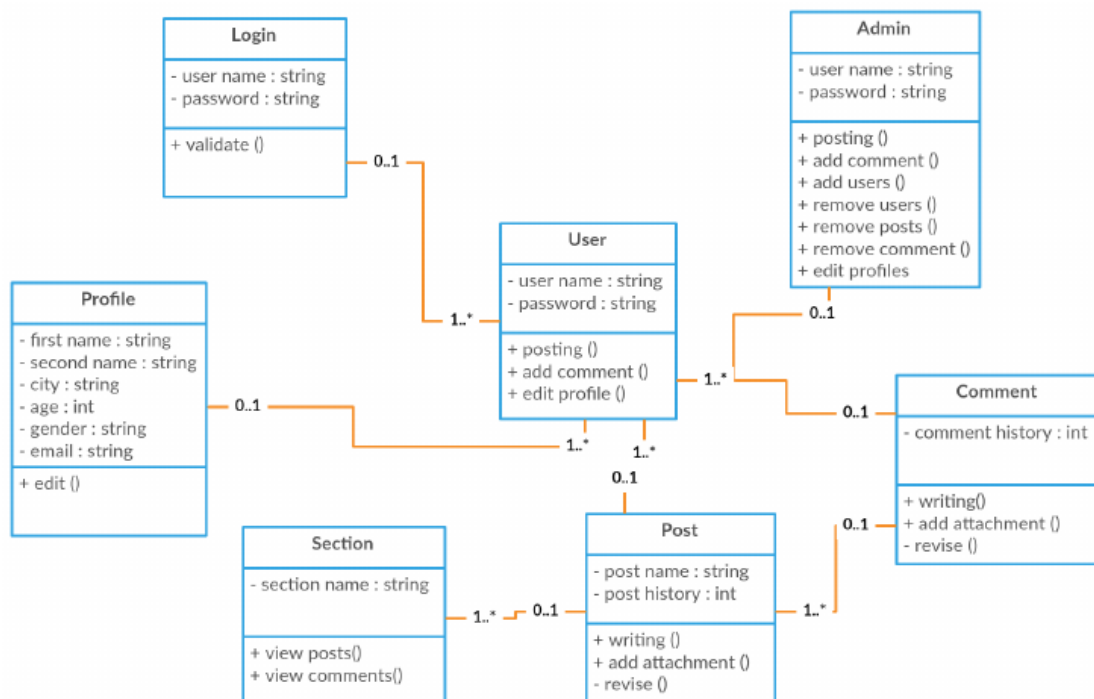 Login
- user name : string
- password : string
+ validate ()
Admin
- user name : string
- password : string
+ posting ()
+ add comment ()
+ add users ()
+ remove users ()
+ remove posts ()
+ remove comment ()
+ edit profiles
0..1
1..*
User
- user name : string
- password : string
+ posting ()
+ add comment ()
+ edit profile ()
0..1
1..*
0..1
Profile
- first name : string
- second name : string
- city : string
- age : int
- gender : string
- email : string
+ edit ()
0..1
1..*
1..*
0..1
Comment
- comment history : int
+ writing()
+ add attachment ()
- revise ()
0..1
1..*
Section
- section name : string
+ view posts()
+ view comments()
1..*
0..1
Post
- post name : string
- post history : int
+ writing ()
+ add attachment ()
- revise ()